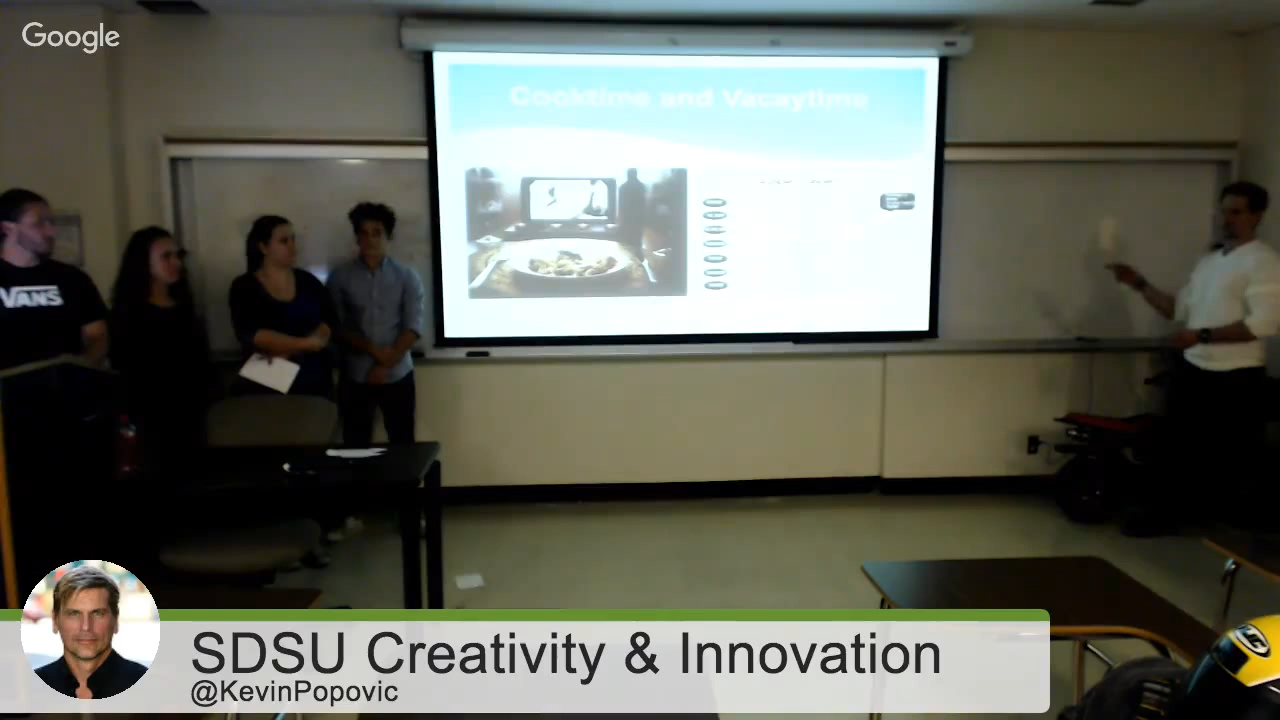 Google
Cooktime and Vacaytime
VANS
SDSU Creativity & Innovation
@KevinPopovic